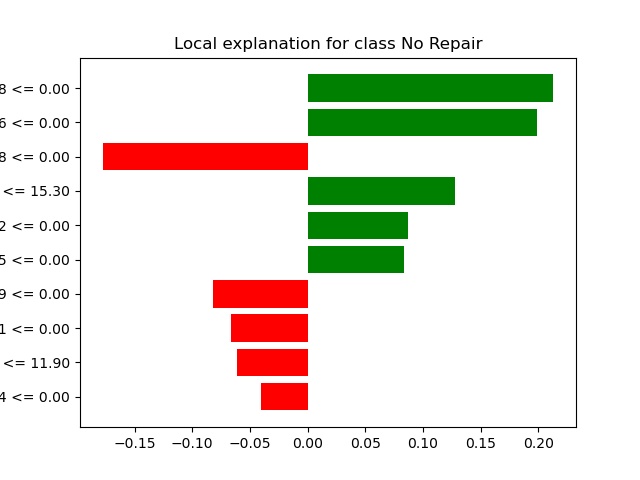 Local explanation for class No Repair
8 <= 0.00
6 <= 0.00
8 <= 0.00
<= 15.30
2 <= 0.00
5 <= 0.00
9 <= 0.00
1 <= 0.00
<= 11.90
4 <= 0.00
−0.15 −0.10 −0.05 0.00 0.05 0.10 0.15 0.20